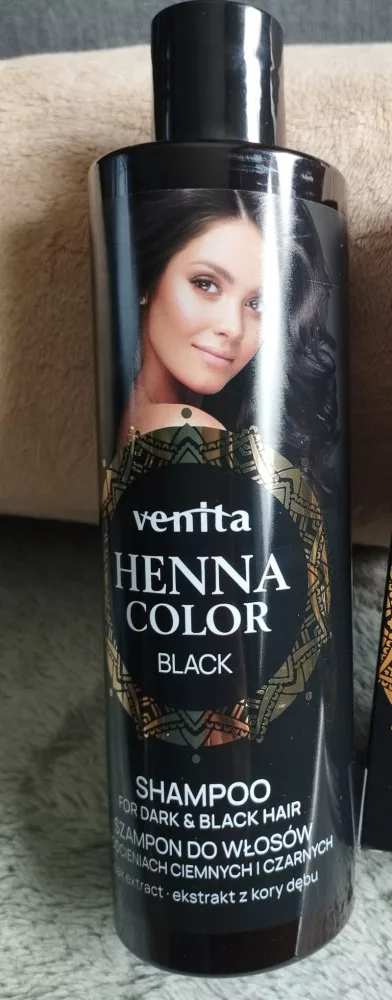 venita
HENNA
COLOR
BLACK
SHAMPOO
FOR DARK & BLACK HAIR
SZAMPON DO WŁOSÓW
CIEMNYCH I CZARNYCH
extract · ekstrakt z kory dębu